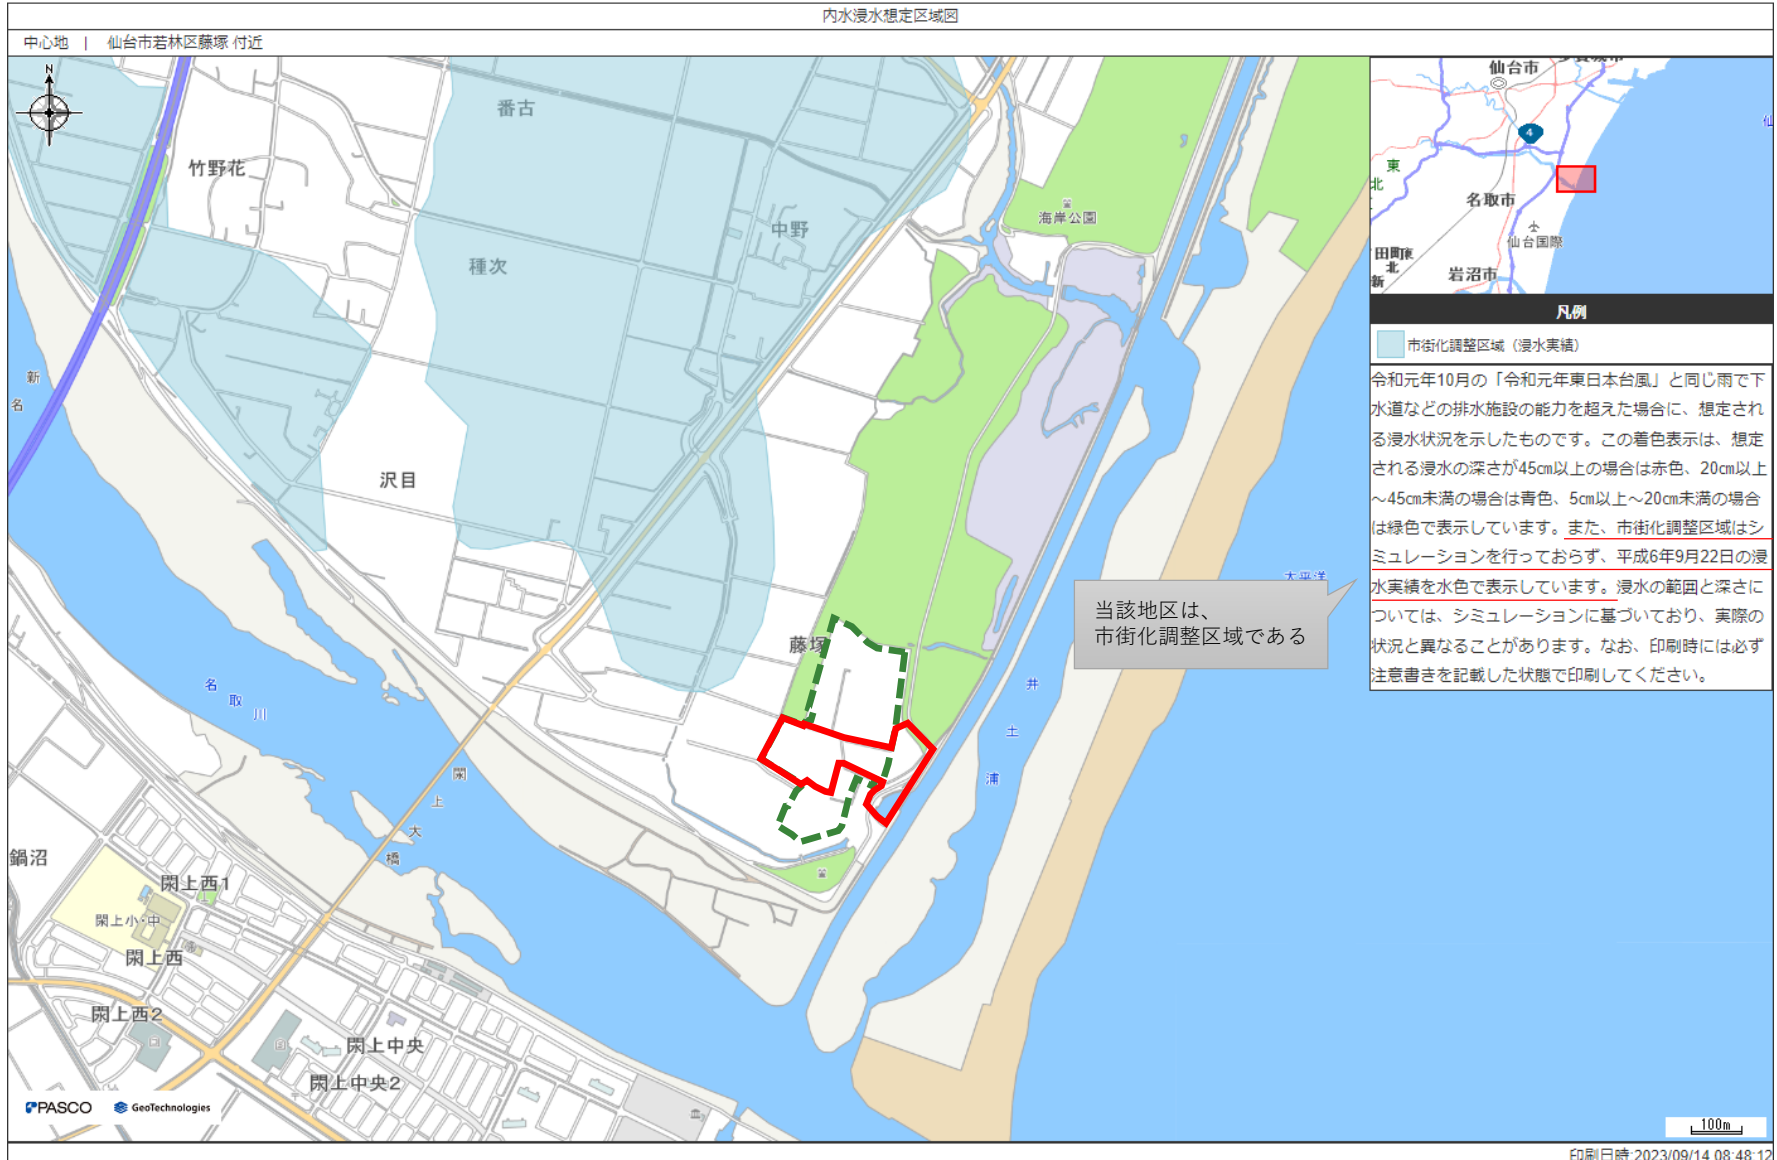 内水浸水想定区域図
中心地 | 仙台市若林区藤塚 付近
N
番古
竹野花
中野
種次
海岸公園
新
名
沢目
藤塚
太平洋
名
取
川
井
土
浦
閖
上
大
橋
鍋沼
閖上西1
閖上小・中
閖上西
閖上西2
閖上中央
閖上中央2
当該地区は、
市街化調整区域である
仙台市
多賀城市
仙
4
東
北
名取市
仙台国際
田町東
北
新
岩沼市
凡例
市街化調整区域（浸水実績）
令和元年10月の「令和元年東日本台風」と同じ雨で下
水道などの排水施設の能力を超えた場合に、想定され
る浸水状況を示したものです。この着色表示は、想定
される浸水の深さが45cm以上の場合は赤色、20cm以上
～45cm未満の場合は青色、5cm以上～20cm未満の場合
は緑色で表示しています。また、市街化調整区域はシ
ミュレーションを行っておらず、平成6年9月22日の浸
水実績を水色で表示しています。浸水の範囲と深さに
ついては、シミュレーションに基づいており、実際の
状況と異なることがあります。なお、印刷時には必ず
注意書きを記載した状態で印刷してください。
PASCO GeoTechnologies
100m
印刷日時:2023/09/14 08:48:12